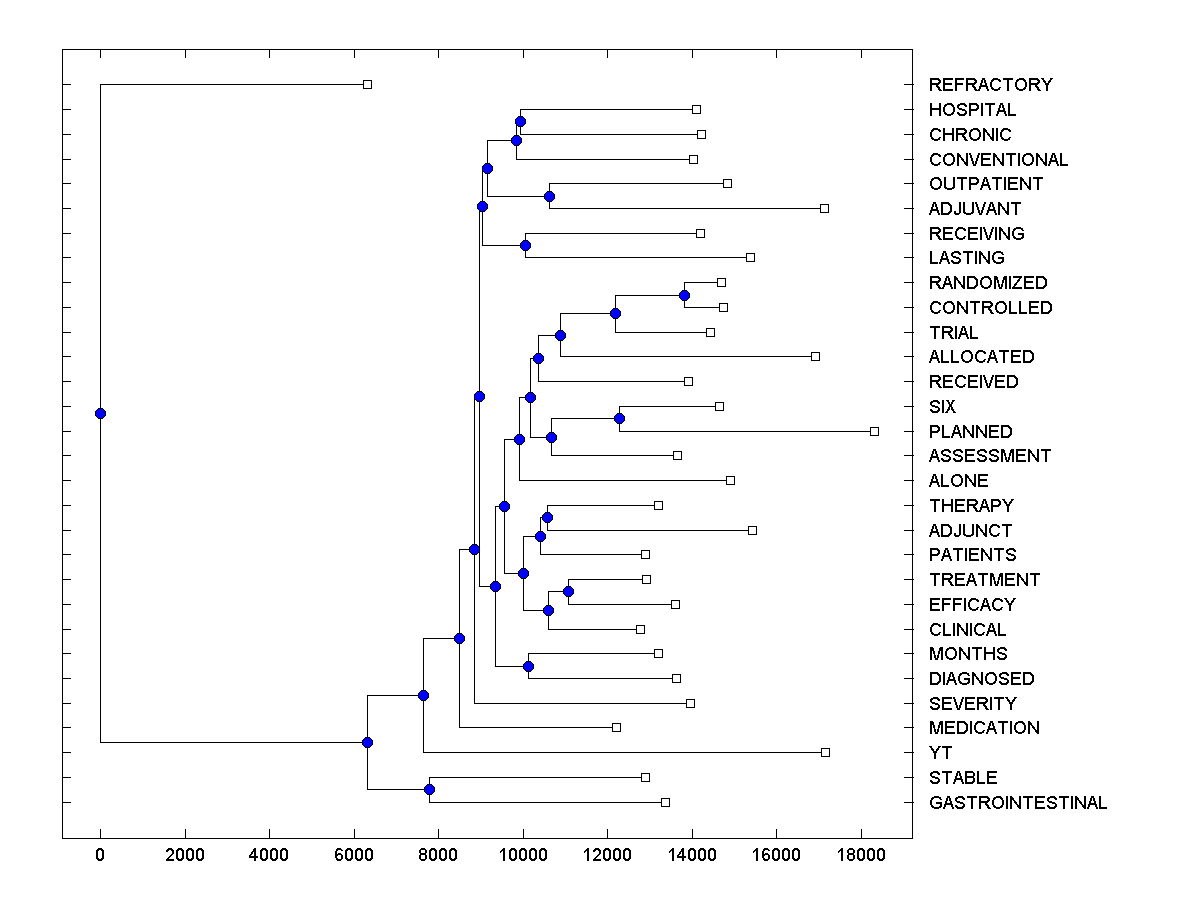 REFRACTORY
HOSPITAL
CHRONIC
CONVENTIONAL
OUTPATIENT
ADJUVANT
RECEIVING
LASTING
RANDOMIZED
CONTROLLED
TRIAL
ALLOCATED
RECEIVED
SIX
PLANNED
ASSESSMENT
ALONE
THERAPY
ADJUNCT
PATIENTS
TREATMENT
EFFICACY
CLINICAL
MONTHS
DIAGNOSED
SEVERITY
MEDICATION
YT
STABLE
GASTROINTESTINAL
0 2000 4000 6000 8000 10000 12000 14000 16000 18000